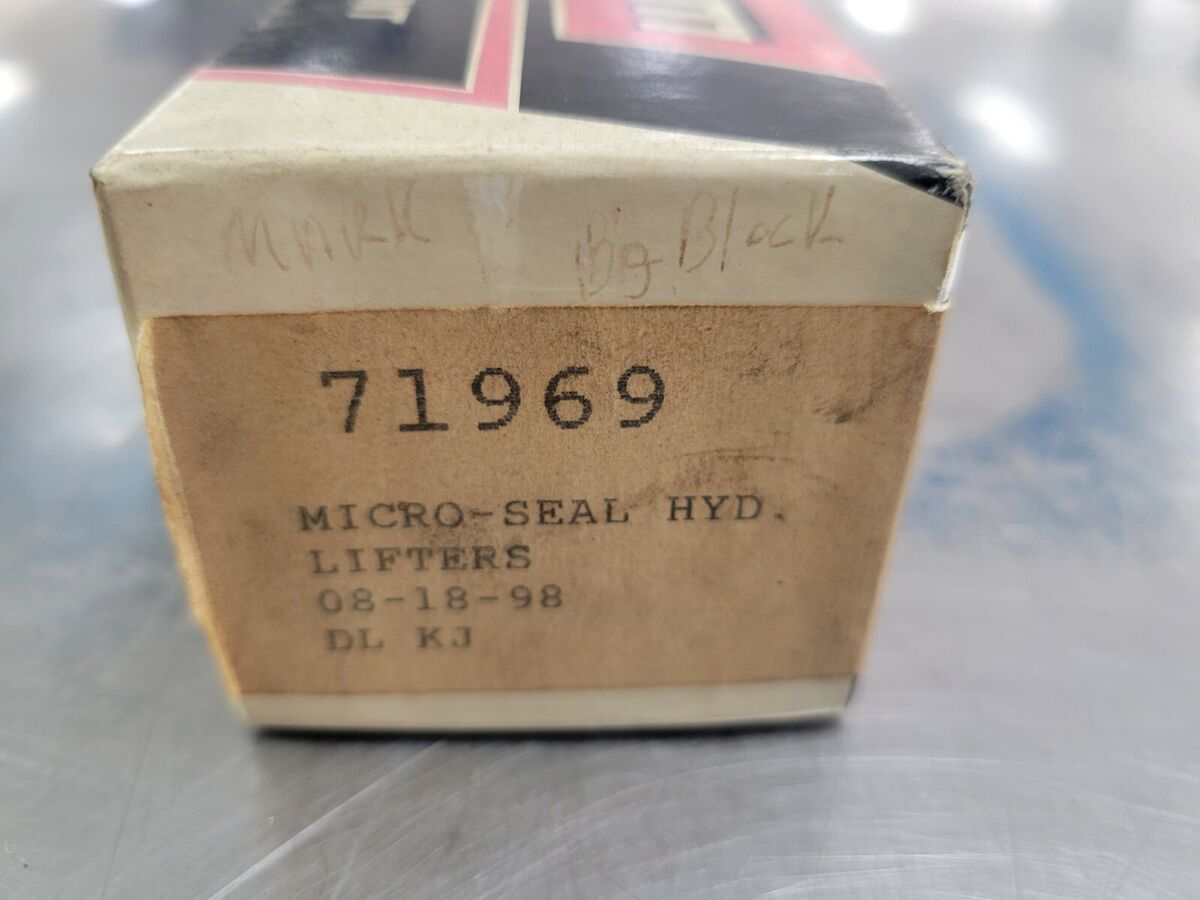 MARK Big Block
71969
MICRO-SEAL HYD.
LIFTERS
08-18-98
DL KJ